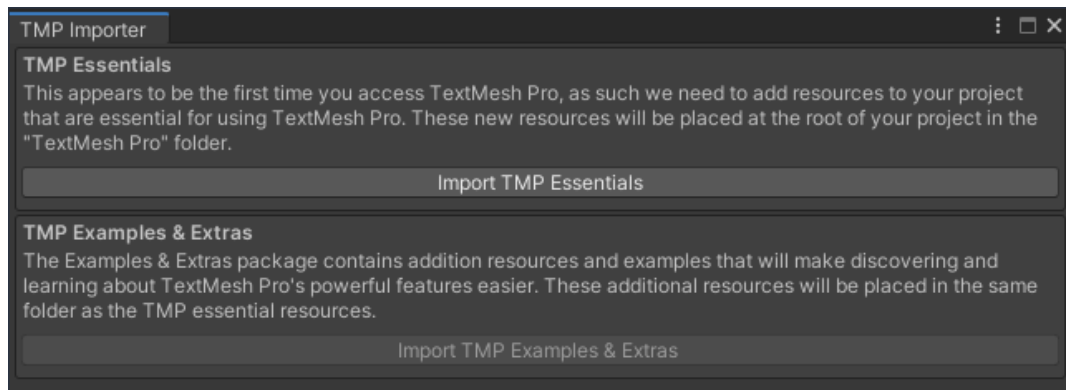 TMP Importer
TMP Essentials
This appears to be the first time you access TextMesh Pro, as such we need to add resources to your project
that are essential for using TextMesh Pro. These new resources will be placed at the root of your project in the
"TextMesh Pro" folder.
Import TMP Essentials
TMP Examples & Extras
The Examples & Extras package contains addition resources and examples that will make discovering and
learning about TextMesh Pro's powerful features easier. These additional resources will be placed in the same
folder as the TMP essential resources.
Import TMP Examples & Extras